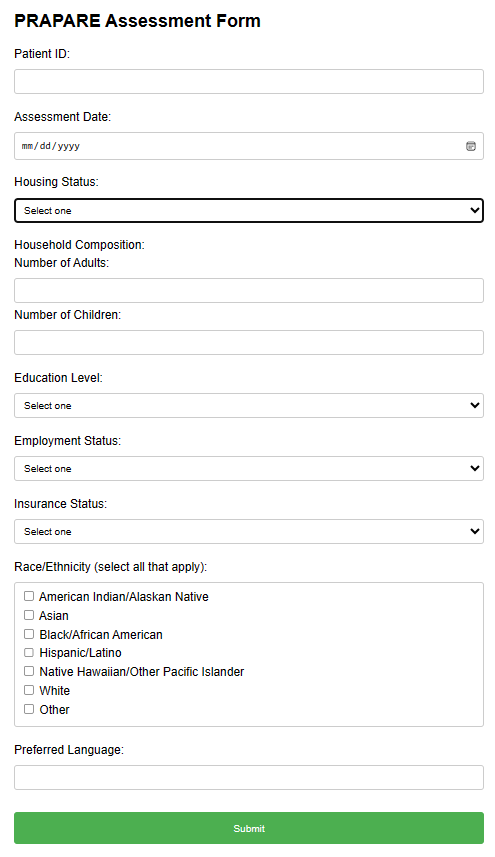 PRAPARE Assessment Form
Patient ID:
Assessment Date:
mm/dd/yyyy
Housing Status:
Select one
Household Composition:
Number of Adults:
Number of Children:
Education Level:
Select one
Employment Status:
Select one
Insurance Status:
Select one
Race/Ethnicity (select all that apply):
American Indian/Alaskan Native
Asian
Black/African American
Hispanic/Latino
Native Hawaiian/Other Pacific Islander
White
Other
Preferred Language:
Submit